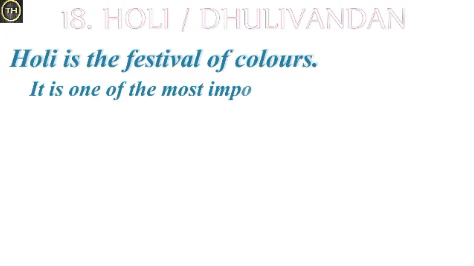 TH
18. HOLI / DHULIVANDAN
Holi is the festival of colours.
It is one of the most impo